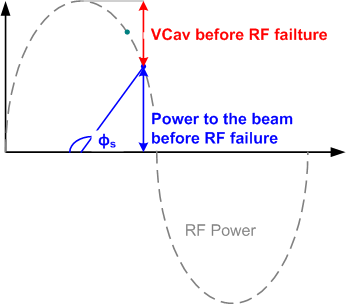 VCav before RF failture
Power to the beam
before RF failure
ϕs
RF Power